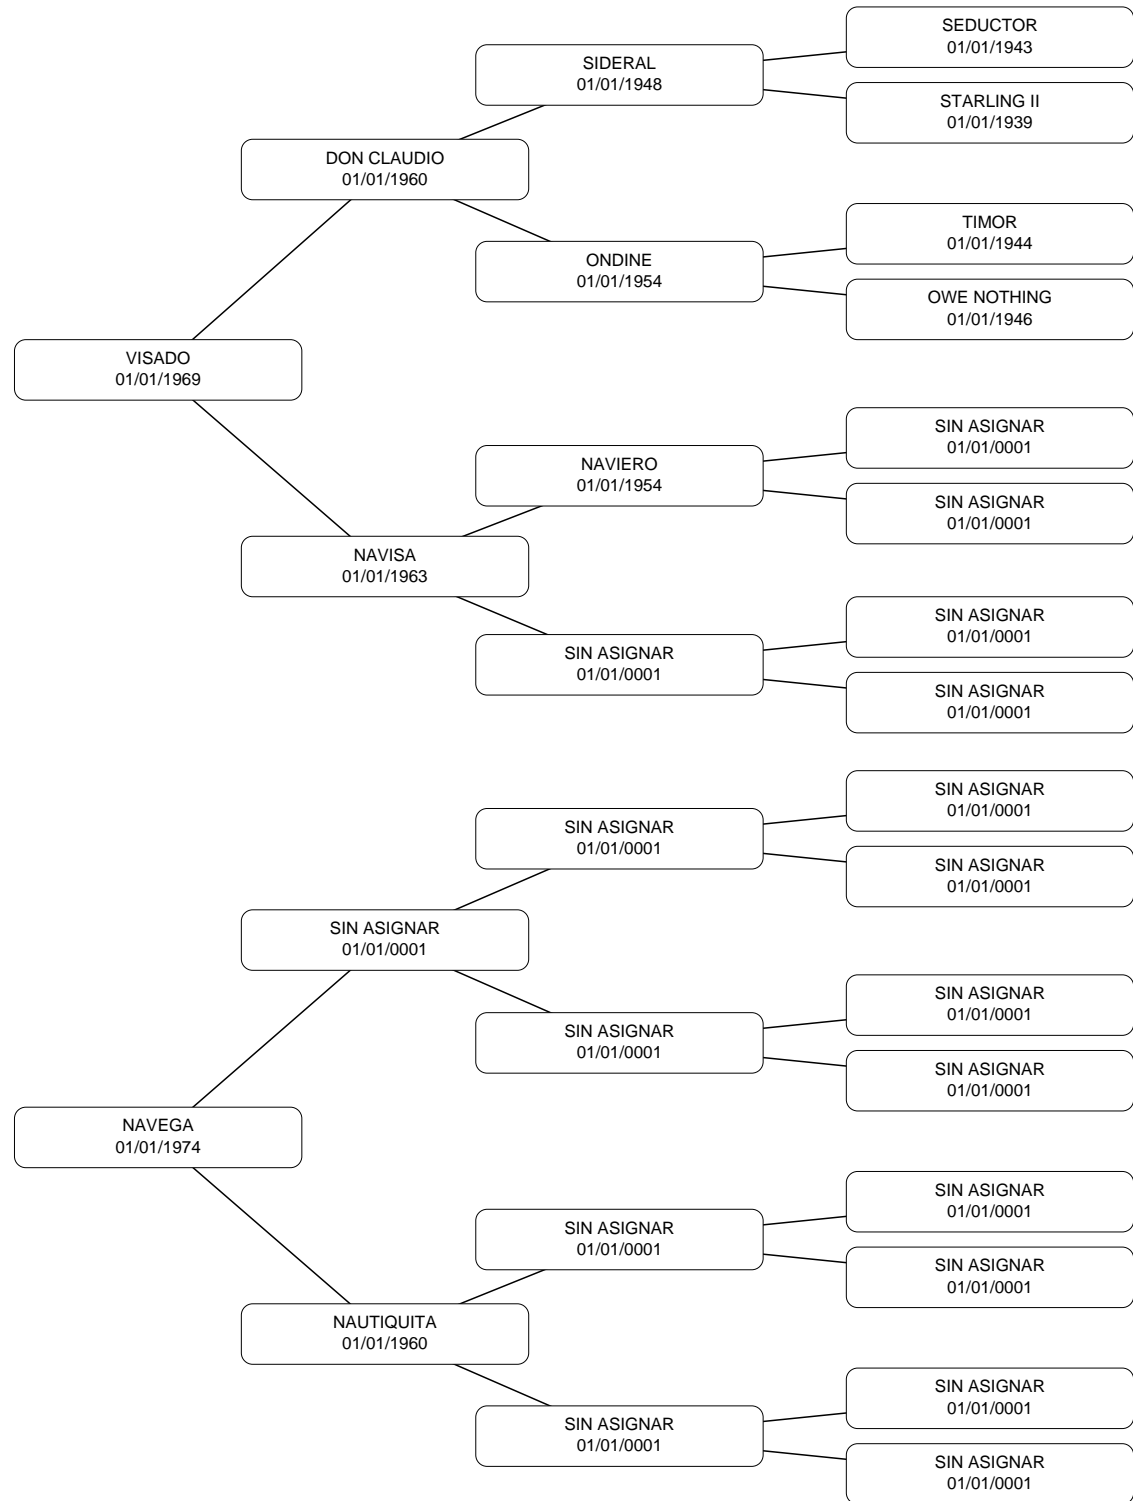 SEDUCTOR
01/01/1943
SIDERAL
01/01/1948
STARLING II
01/01/1939
DON CLAUDIO
01/01/1960
TIMOR
01/01/1944
ONDINE
01/01/1954
OWE NOTHING
01/01/1946
VISADO
01/01/1969
SIN ASIGNAR
01/01/0001
NAVIERO
01/01/1954
SIN ASIGNAR
01/01/0001
NAVISA
01/01/1963
SIN ASIGNAR
01/01/0001
SIN ASIGNAR
01/01/0001
SIN ASIGNAR
01/01/0001
SIN ASIGNAR
01/01/0001
SIN ASIGNAR
01/01/0001
SIN ASIGNAR
01/01/0001
SIN ASIGNAR
01/01/0001
SIN ASIGNAR
01/01/0001
SIN ASIGNAR
01/01/0001
SIN ASIGNAR
01/01/0001
NAVEGA
01/01/1974
SIN ASIGNAR
01/01/0001
SIN ASIGNAR
01/01/0001
SIN ASIGNAR
01/01/0001
NAUTIQUITA
01/01/1960
SIN ASIGNAR
01/01/0001
SIN ASIGNAR
01/01/0001
SIN ASIGNAR
01/01/0001